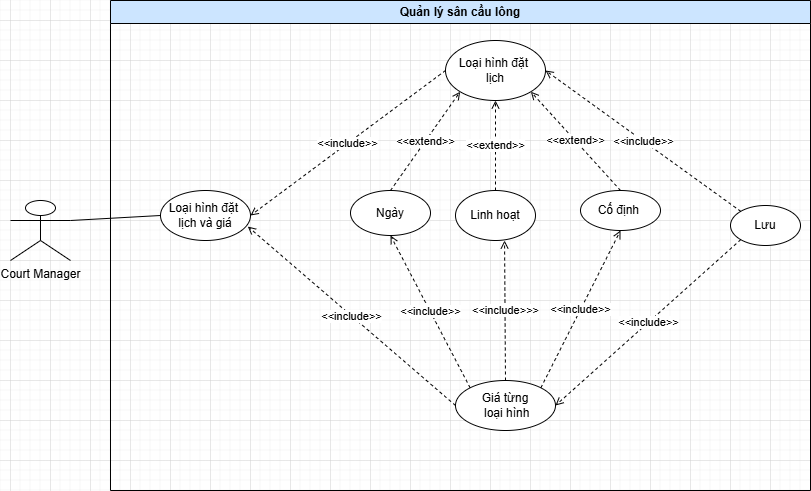 Quản lý sân cầu lông
Loại hình đặt
lịch
<<include>>
<<extend>>
<<extend>>
<<extend>>
<<include>>
Loại hình đặt
lịch và giá
Ngày
Linh hoạt
Cố định
Lưu
Court Manager
<<include>>
<<include>>
<<include>>>
<<include>>
<<include>>
Giá từng
loại hình